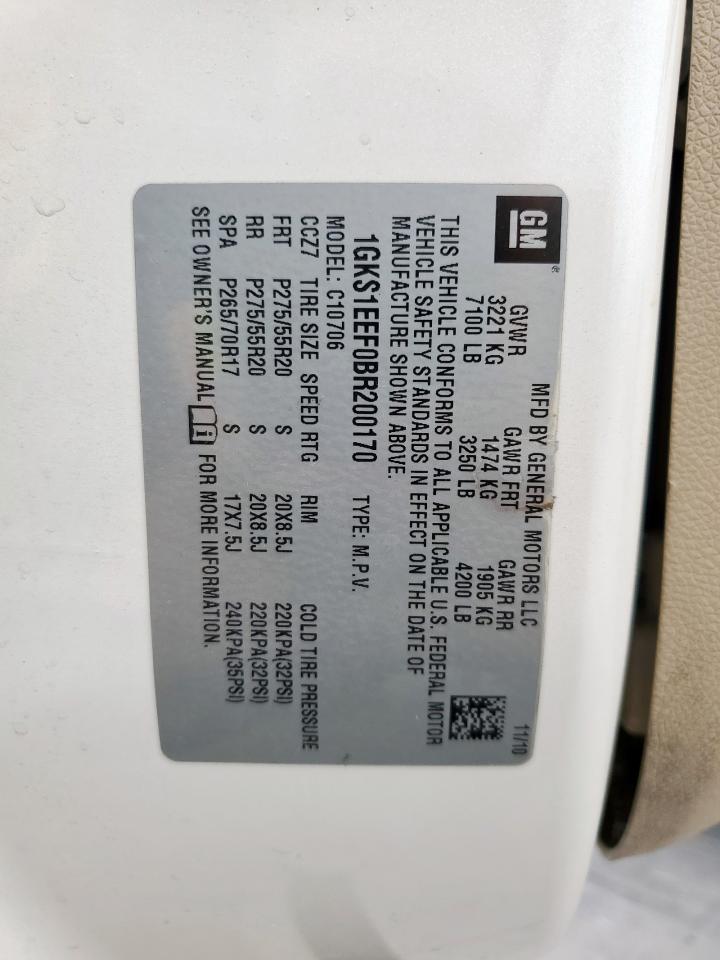 GM ®
MFD BY GENERAL MOTORS LLC 11/10
GVWR GAWR FRT GAWR RR
3221 KG 1474 KG 1905 KG
7100 LB 3250 LB 4200 LB
THIS VEHICLE CONFORMS TO ALL APPLICABLE U.S. FEDERAL MOTOR
VEHICLE SAFETY STANDARDS IN EFFECT ON THE DATE OF
MANUFACTURE SHOWN ABOVE.
1GKS1EEF0BR200170 TYPE: M.P.V.
MODEL: C10706
CCZ7 TIRE SIZE SPEED RTG RIM COLD TIRE PRESSURE
FRT P275/55R20 S 20X8.5J 220KPA(32PSI)
RR P275/55R20 S 20X8.5J 220KPA(32PSI)
SPA P265/70R17 S 17X7.5J 240KPA(35PSI)
SEE OWNER'S MANUAL FOR MORE INFORMATION.